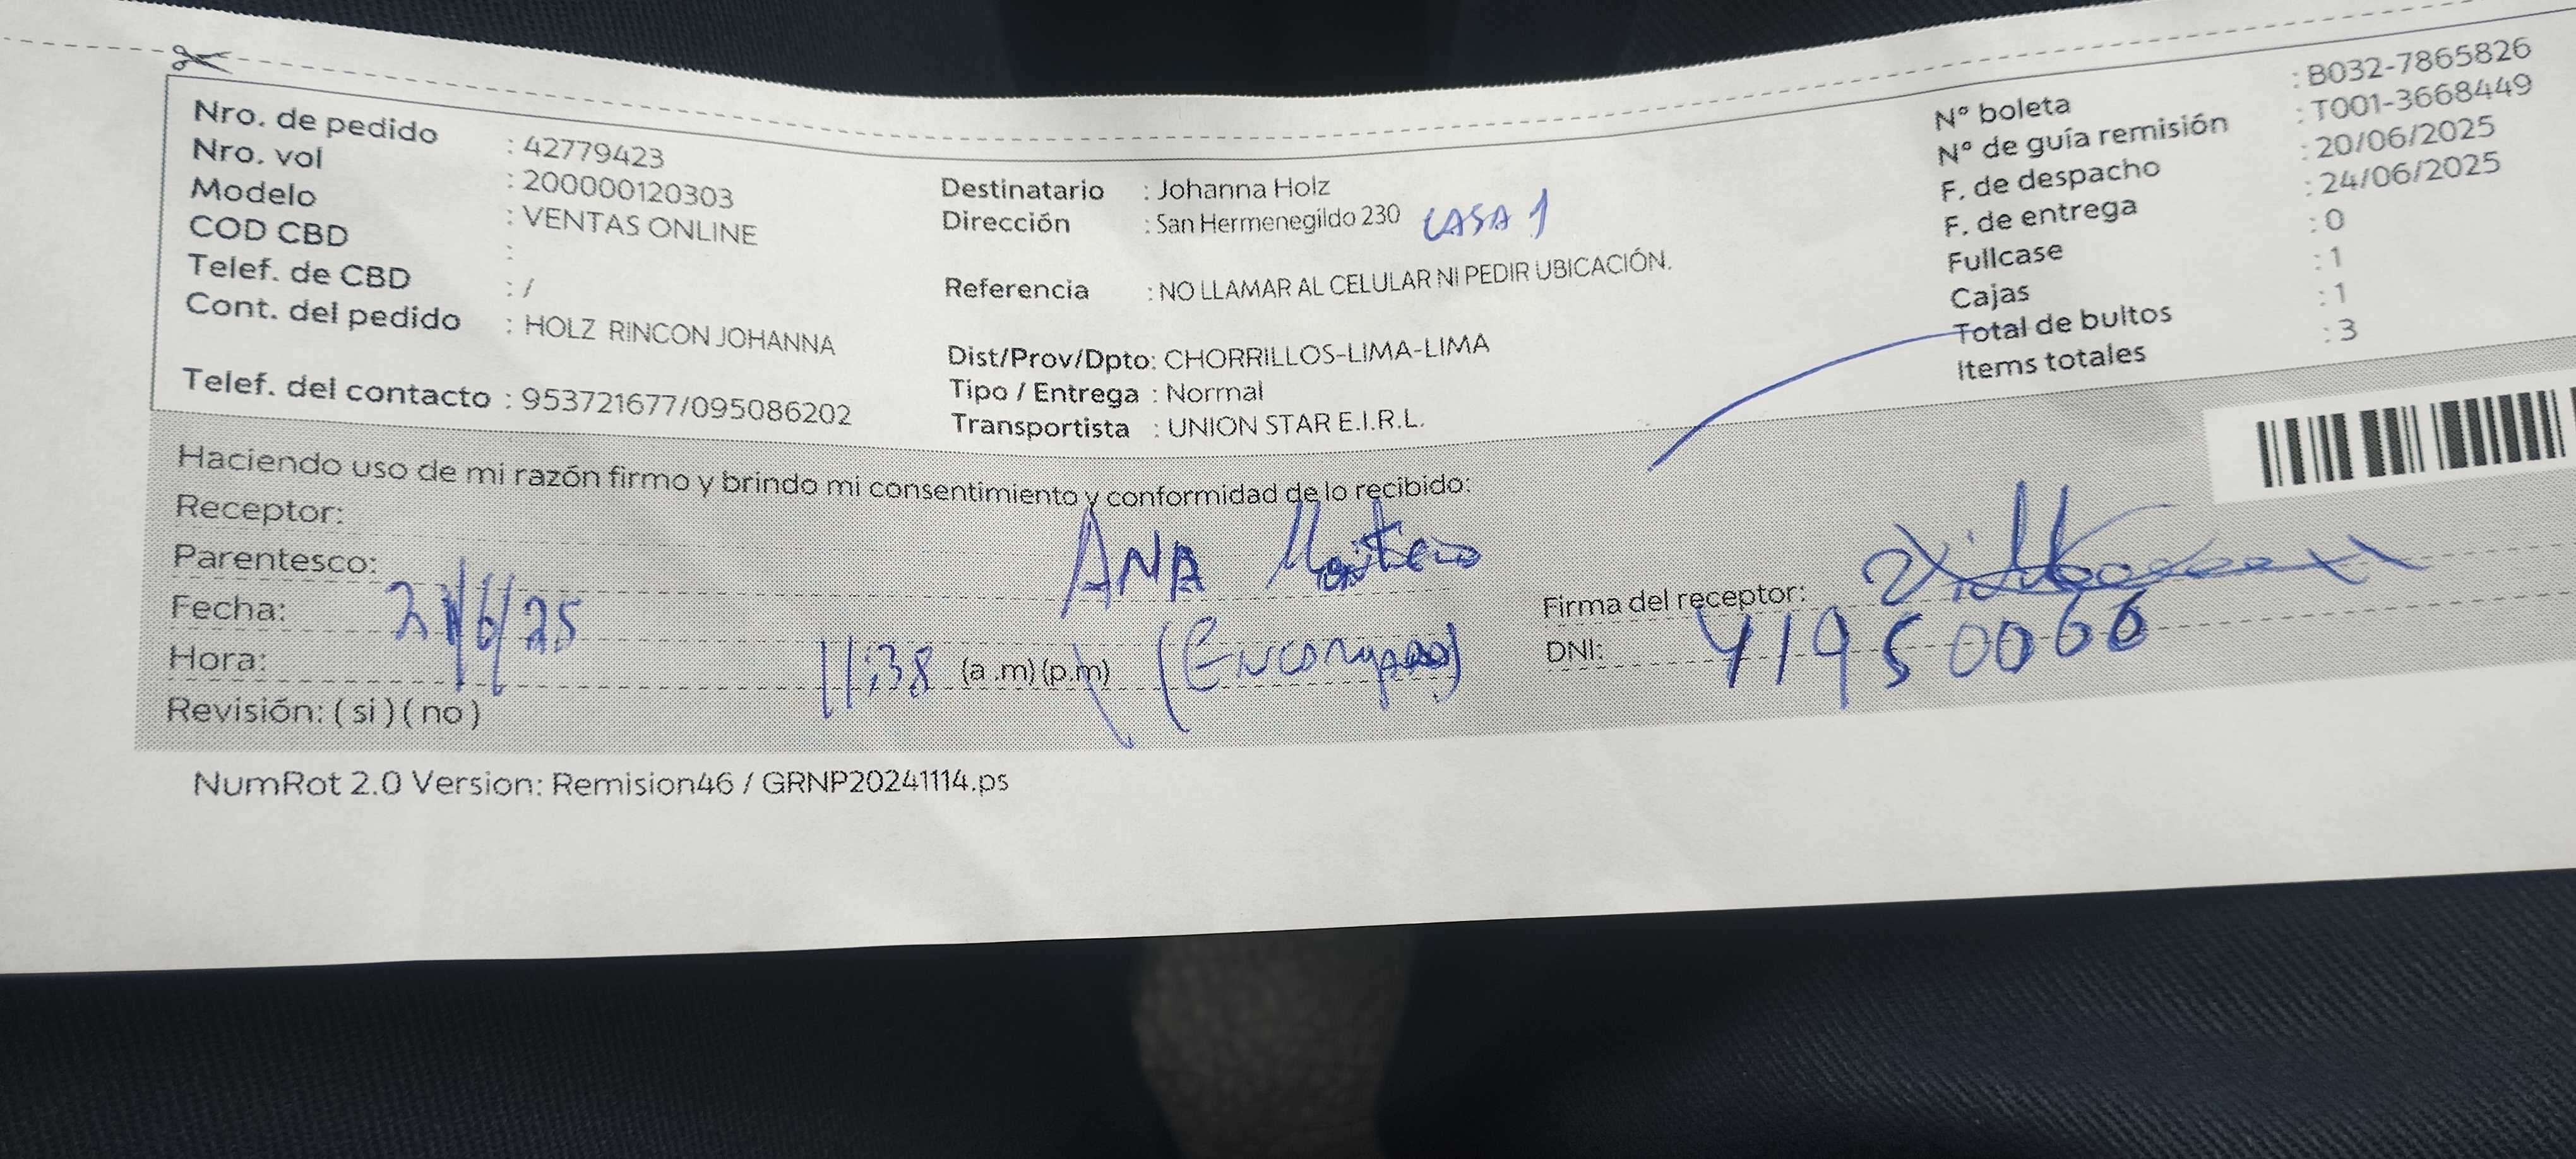 Nro. de pedido : 42779423
Nro. vol : 200000120303
Modelo : VENTAS ONLINE
COD CBD :
Telef. de CBD : /
Cont. del pedido : HOLZ RINCON JOHANNA
Telef. del contacto : 953721677/095086202
Destinatario : Johanna Holz
Dirección : San Hermenegildo 230 CASA 1
Referencia : NO LLAMAR AL CELULAR NI PEDIR UBICACIÓN.
Dist/Prov/Dpto: CHORRILLOS-LIMA-LIMA
Tipo / Entrega : Normal
Transportista : UNION STAR E.I.R.L.
N° boleta : B032-7865826
N° de guía remisión : T001-3668449
F. de despacho : 20/06/2025
F. de entrega : 24/06/2025
Fullcase : 0
Cajas : 1
Total de bultos : 1
Items totales : 3
Haciendo uso de mi razón firmo y brindo mi consentimiento y conformidad de lo recibido:
Receptor: ANA
Parentesco:
Fecha:
Hora: 11:38 (a .m) (p.m)
Revisión: ( si ) ( no )
Firma del receptor:
DNI: 41950066
NumRot 2.0 Version: Remision46 / GRNP20241114.ps